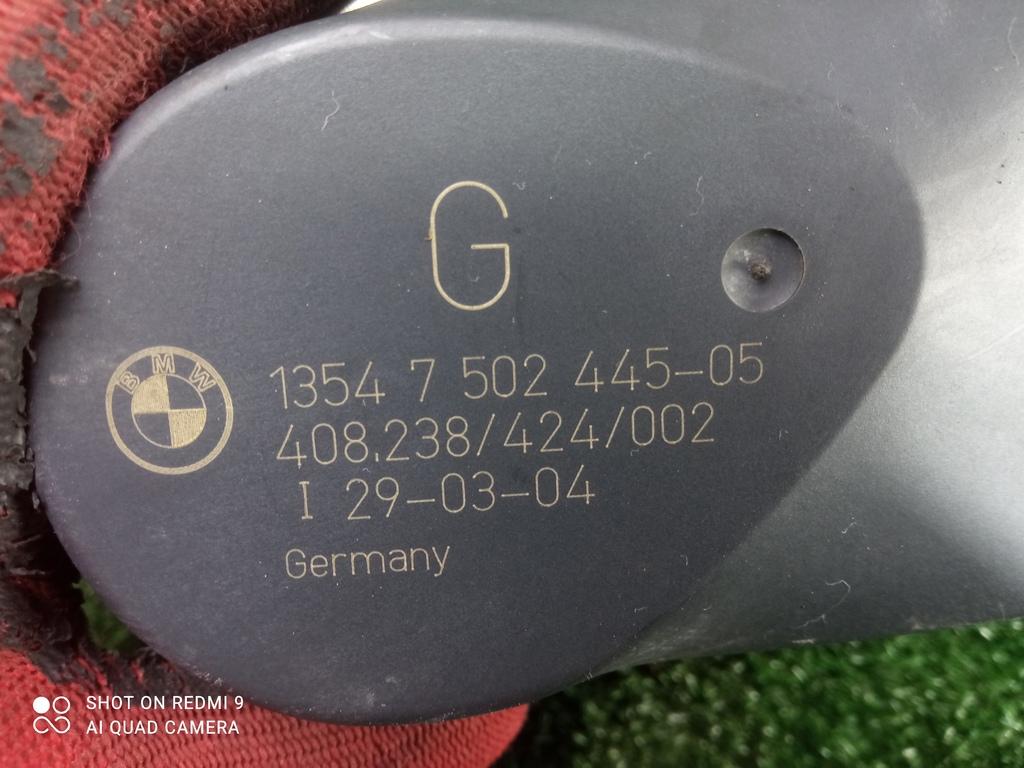 G
BMW
1354 7 502 445-05
408.238/424/002
I 29-03-04
Germany
SHOT ON REDMI 9
AI QUAD CAMERA